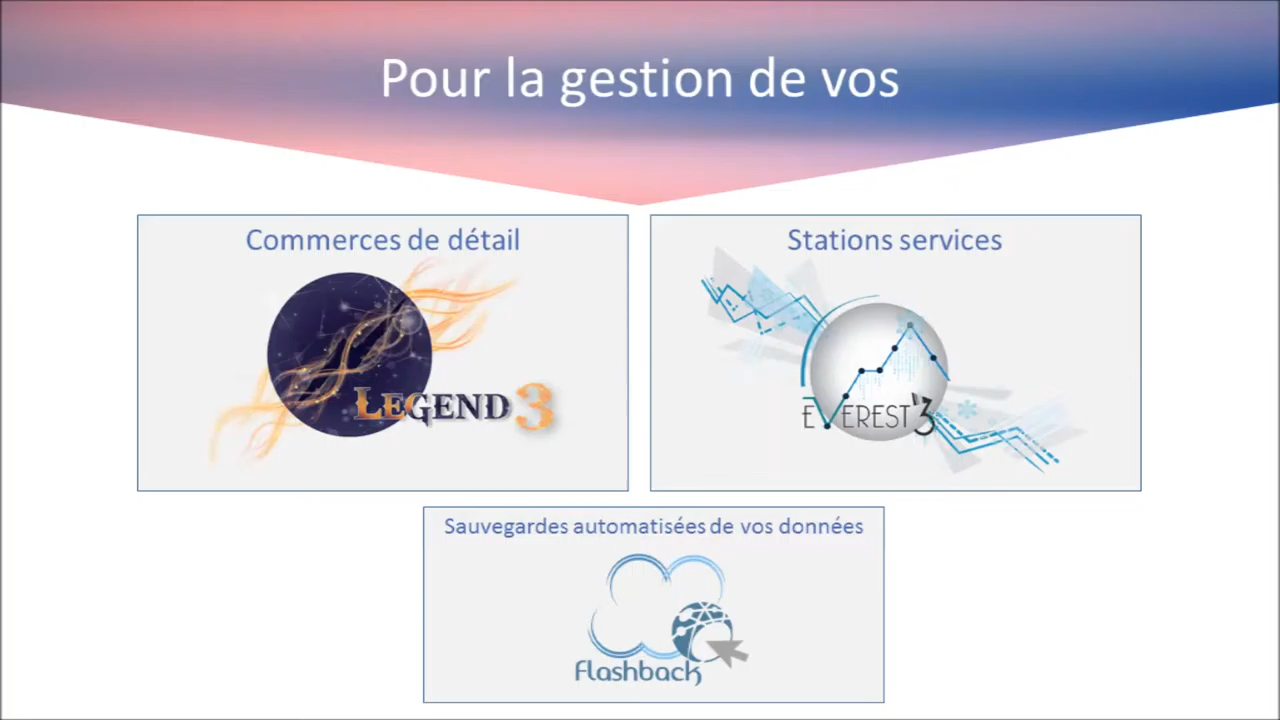 Pour la gestion de vos
Commerces de détail
LEGEND 3
Stations services
EVEREST'3
Sauvegardes automatisées de vos données
flashback